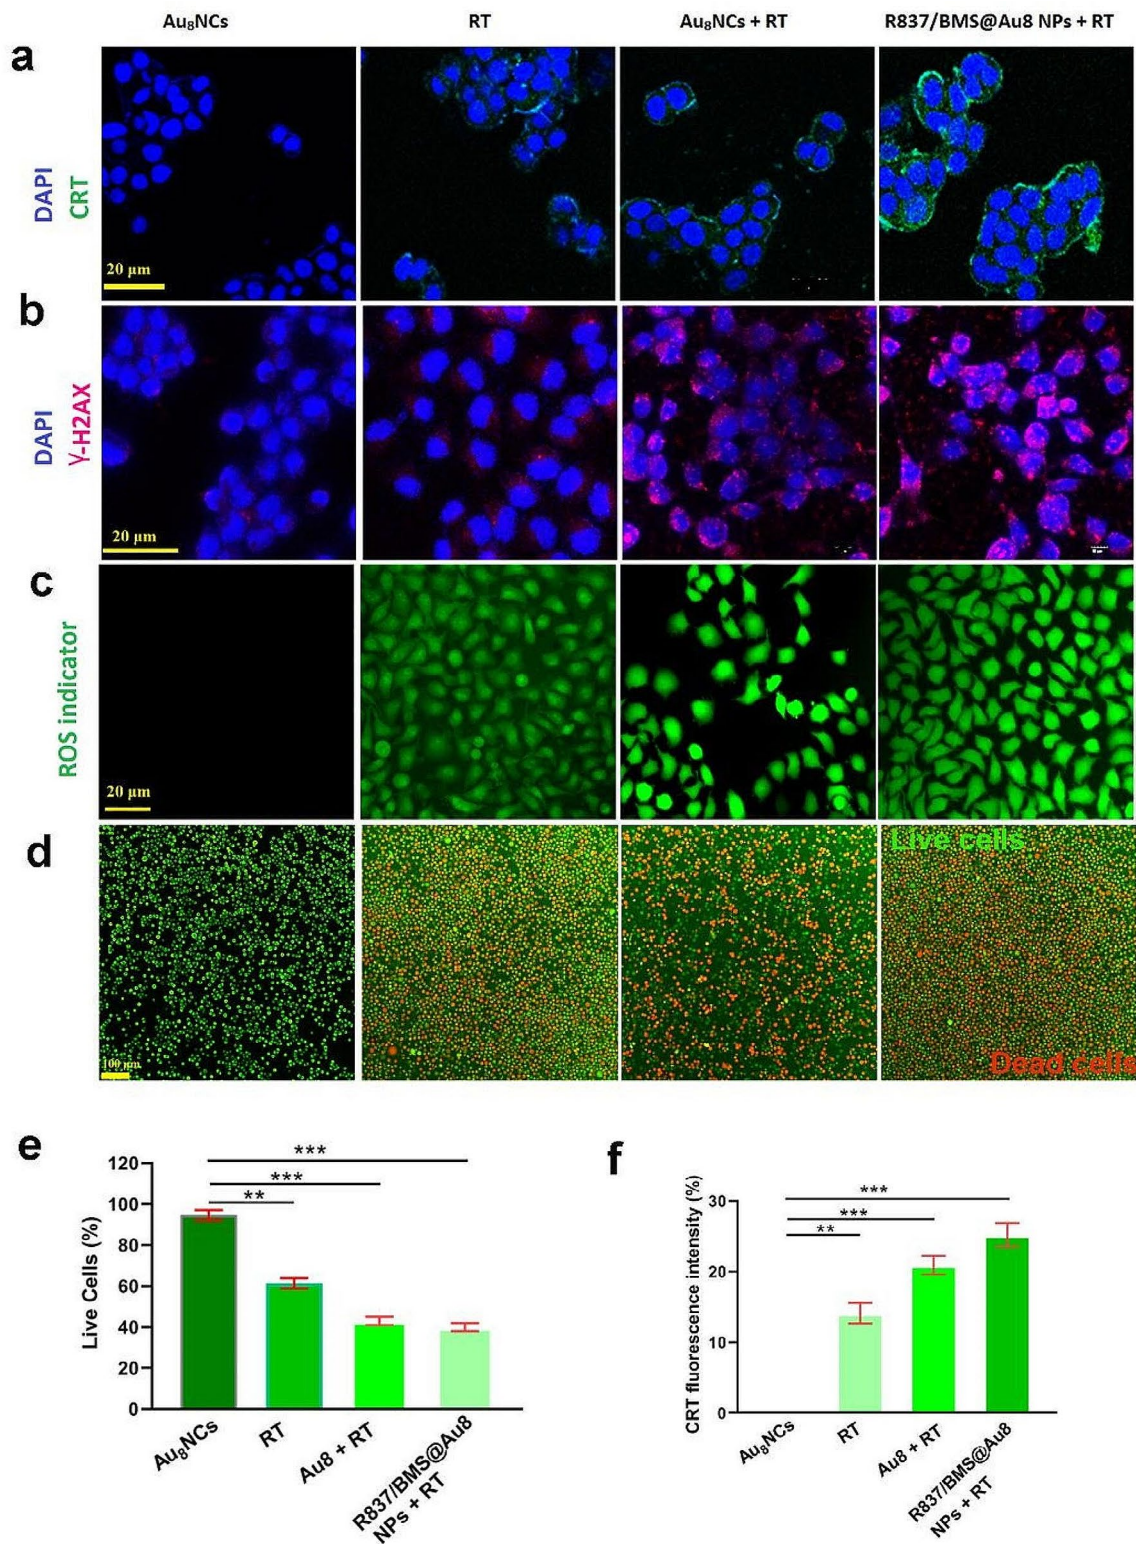 Au₈NCs
RT
Au₈NCs + RT
R837/BMS@Au8 NPs + RT
a
DAPI
CRT
20 μm
b
DAPI
γ-H2AX
20 μm
c
ROS indicator
20 μm
d
100 μm
Live cells
Dead cells
e
Live Cells (%)
120
100
80
60
40
20
0
***
***
**
Au₈NCs
RT
Au8 + RT
R837/BMS@Au8
NPs + RT
f
CRT fluorescence intensity (%)
30
20
10
0
***
***
**
Au₈NCs
RT
Au8 + RT
R837/BMS@Au8
NPs + RT